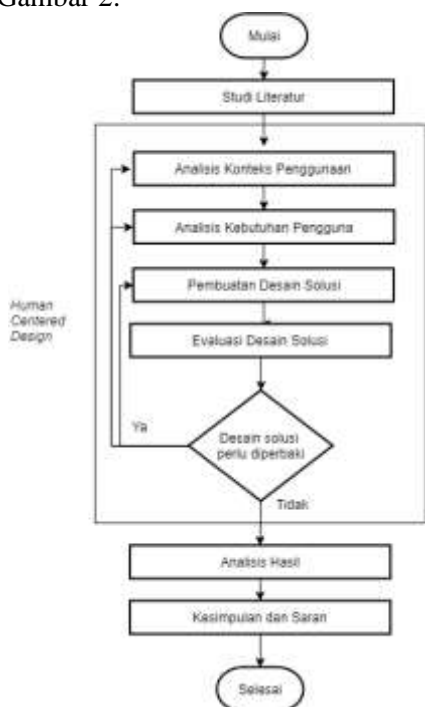 Gambar 2.
Mulai
Studi Literatur
Analisis Konteks Penggunaan
Analisis Kebutuhan Pengguna
Pembuatan Desain Solusi
Human
Centered
Design
Evaluasi Desain Solusi
Ya
Desain solusi
perlu diperbaki
Tidak
Analisis Hasil
Kesimpulan dan Saran
Selesai